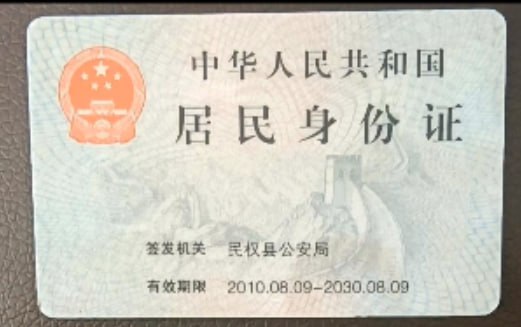 中华人民共和国
居民身份证
签发机关 民权县公安局
有效期限 2010.08.09-2030.08.09